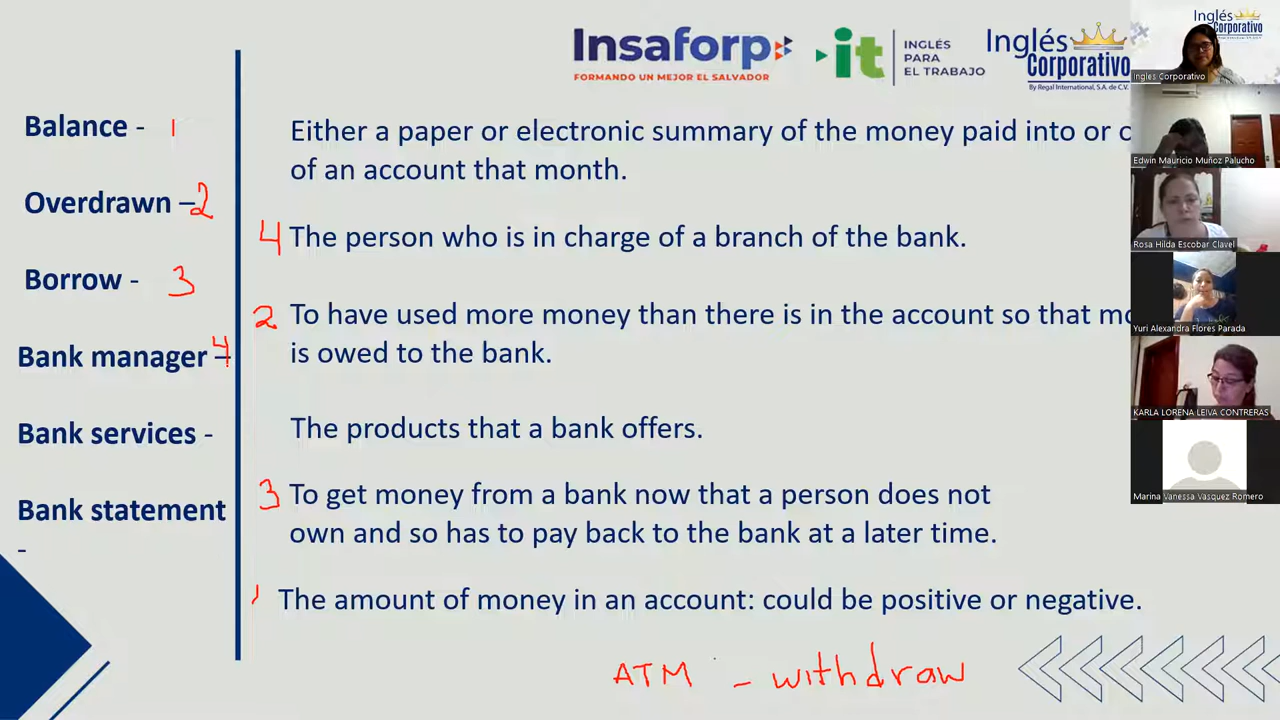 Insaforp
FORMANDO UN MEJOR EL SALVADOR
it
INGLÉS
PARA
EL TRABAJO
Inglés
Corporativo
By Regal International, S.A. de C.V.
Balance - 1
Overdrawn – 2
Borrow - 3
Bank manager – 4
Bank services -
Bank statement
-
Either a paper or electronic summary of the money paid into or
of an account that month.
4 The person who is in charge of a branch of the bank.
2 To have used more money than there is in the account so that
is owed to the bank.
The products that a bank offers.
3 To get money from a bank now that a person does not
own and so has to pay back to the bank at a later time.
1 The amount of money in an account: could be positive or negative.
ATM - withdraw
Inglés
Corporativo
Ingles Corporativo
Edwin Mauricio Muñoz Palucho
Rosa Hilda Escobar Clavel
Yuri Alexandra Flores Parada
KARLA LORENA LEIVA CONTRERAS
Marina Vanessa Vasquez Romero